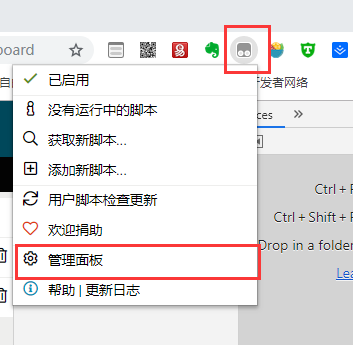 board
已启用
没有运行中的脚本
获取新脚本...
添加新脚本...
用户脚本检查更新
欢迎捐助
管理面板
帮助 | 更新日志
发者网络
ces
Ctrl +
Ctrl + Shift +
Drop in a folder
Lea